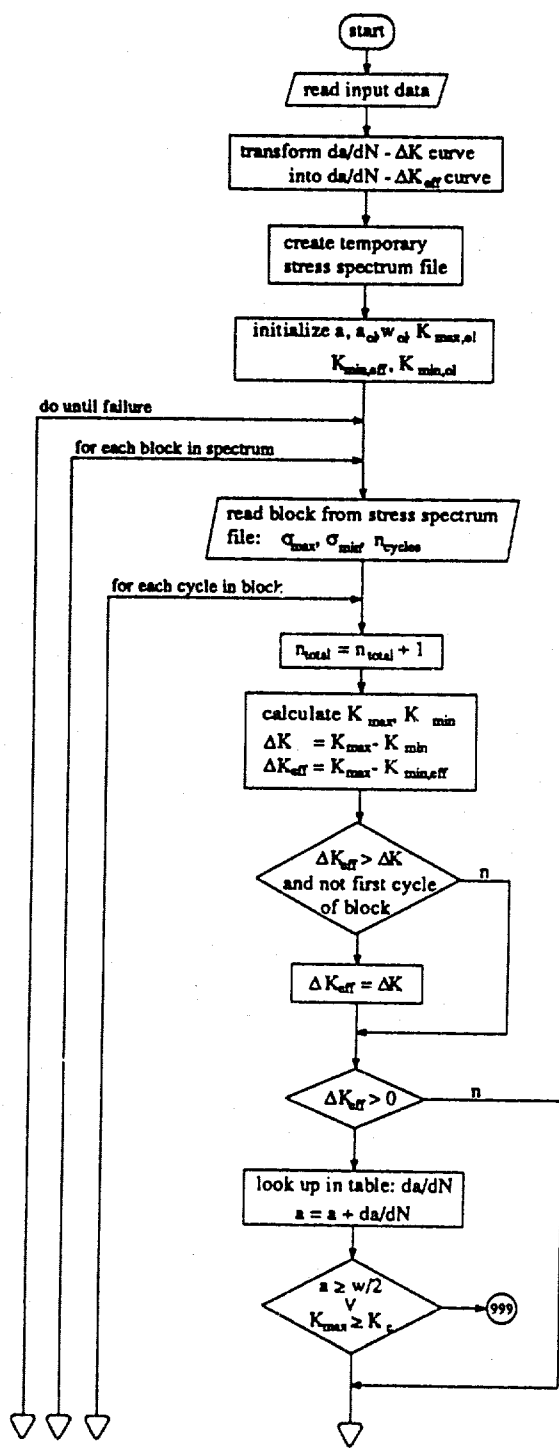 start
read input data
transform da/dN - ΔK curve
into da/dN - ΔK_eff curve
create temporary
stress spectrum file
initialize a, a_ol, w_ol, K_max,ol
K_min,eff, K_min,ol
do until failure
for each block in spectrum
read block from stress spectrum
file: σ_max, σ_min, n_cycles
for each cycle in block
n_total = n_total + 1
calculate K_max, K_min
ΔK = K_max - K_min
ΔK_eff = K_max - K_min,eff
ΔK_eff > ΔK
and not first cycle
of block
n
ΔK_eff = ΔK
ΔK_eff > 0
n
look up in table: da/dN
a = a + da/dN
a ≥ w/2
∨
K_max ≥ K_c
999